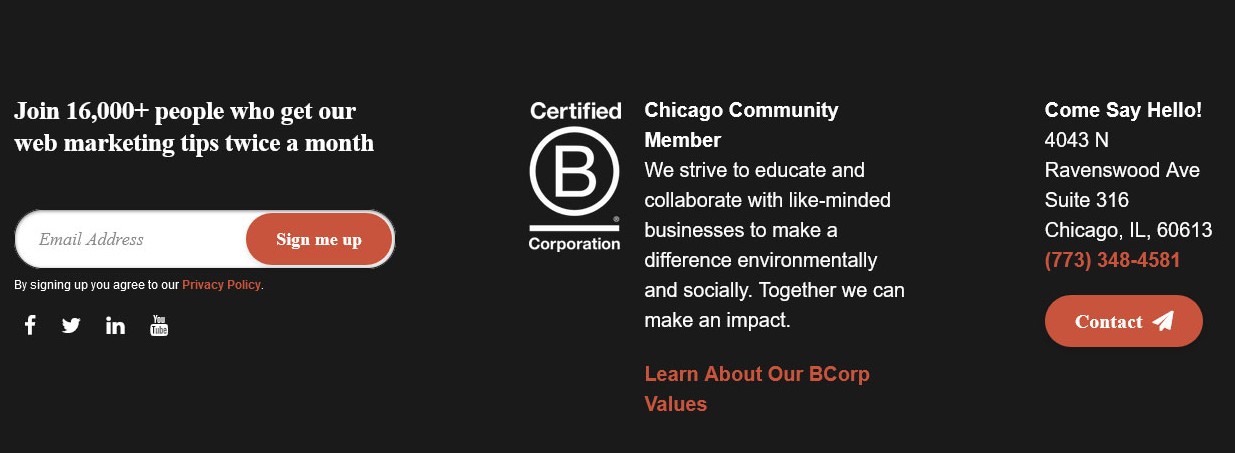 Join 16,000+ people who get our
web marketing tips twice a month
Email Address
Sign me up
By signing up you agree to our Privacy Policy.
You
Tube
Certified
B
®
Corporation
Chicago Community
Member
We strive to educate and
collaborate with like-minded
businesses to make a
difference environmentally
and socially. Together we can
make an impact.
Learn About Our BCorp
Values
Come Say Hello!
4043 N
Ravenswood Ave
Suite 316
Chicago, IL, 60613
(773) 348-4581
Contact